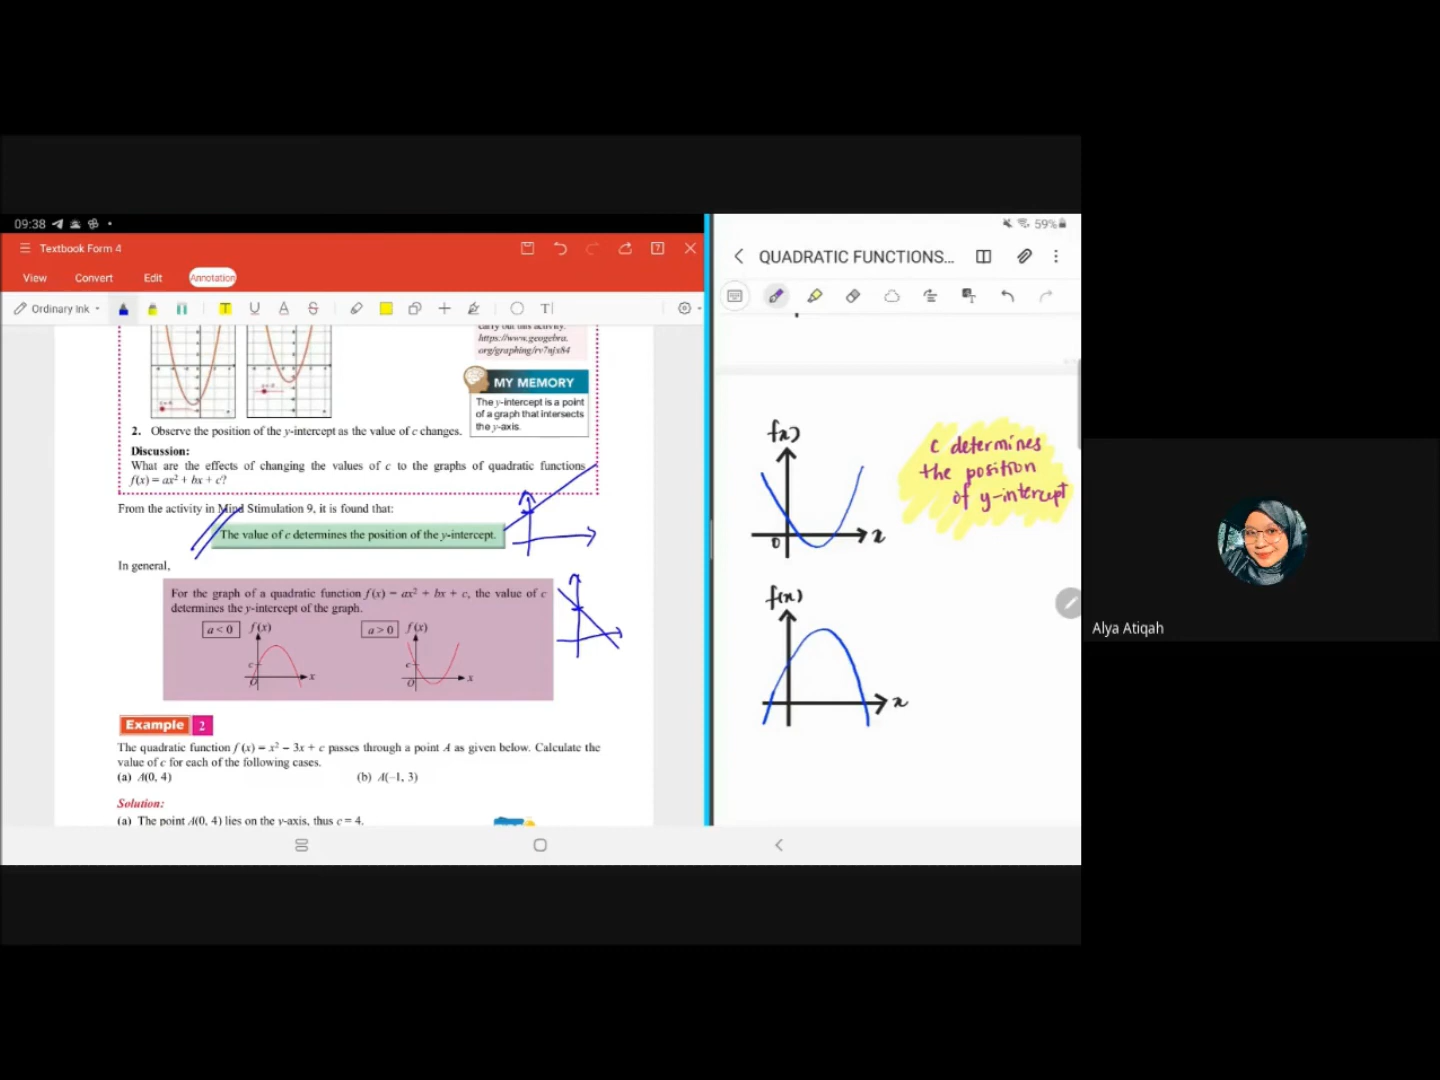 09:38
59%
Textbook Form 4
View Convert Edit Annotation
Ordinary Ink
QUADRATIC FUNCTIONS...
carry out this activity.
https://www.geogebra.
org/graphing/rv7njx84
MY MEMORY
The y-intercept is a point
of a graph that intersects
the y-axis.
2. Observe the position of the y-intercept as the value of c changes.
Discussion:
What are the effects of changing the values of c to the graphs of quadratic functions
f(x) = ax² + bx + c?
From the activity in Mind Stimulation 9, it is found that:
The value of c determines the position of the y-intercept.
In general,
For the graph of a quadratic function f(x) = ax² + bx + c, the value of c
determines the y-intercept of the graph.
a < 0 f(x) a > 0 f(x)
c c
O x O x
Example 2
The quadratic function f (x) = x² − 3x + c passes through a point A as given below. Calculate the
value of c for each of the following cases.
(a) A(0, 4) (b) A(−1, 3)
Solution:
(a) The point A(0, 4) lies on the y-axis, thus c = 4.
f(x)
0 x
c determines
the position
of y-intercept
f(x)
x
Alya Atiqah